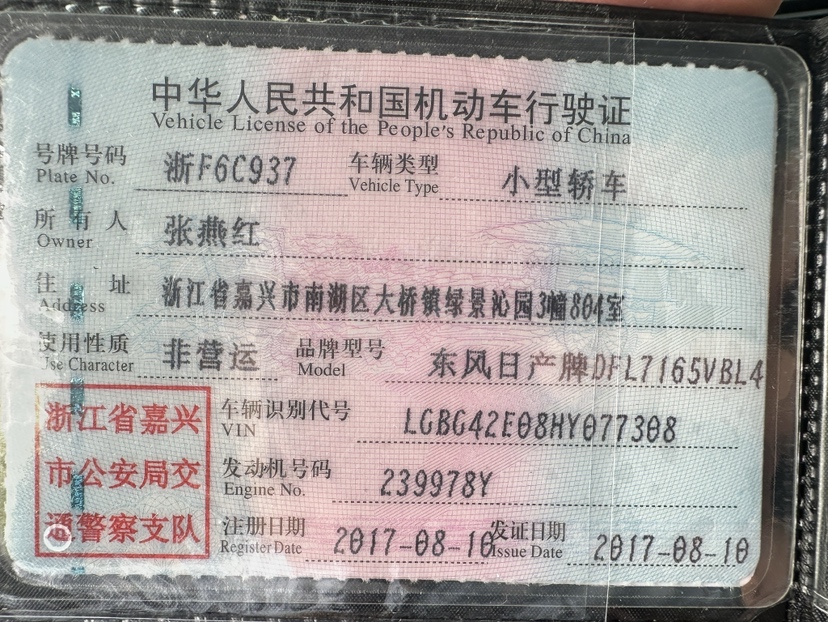 中华人民共和国机动车行驶证
Vehicle License of the People's Republic of China
号牌号码 浙F6C937 车辆类型 小型轿车
Plate No. Vehicle Type
所有人 张燕红
Owner
住址 浙江省嘉兴市南湖区大桥镇绿景沁园3幢804室
Address
使用性质 非营运 品牌型号 东风日产牌DFL7165VBL4
Use Character Model
浙江省嘉兴
市公安局交
通警察支队
车辆识别代号 LGBG42E08HY077308
VIN
发动机号码 239978Y
Engine No.
注册日期 2017-08-10 发证日期 2017-08-10
Register Date Issue Date